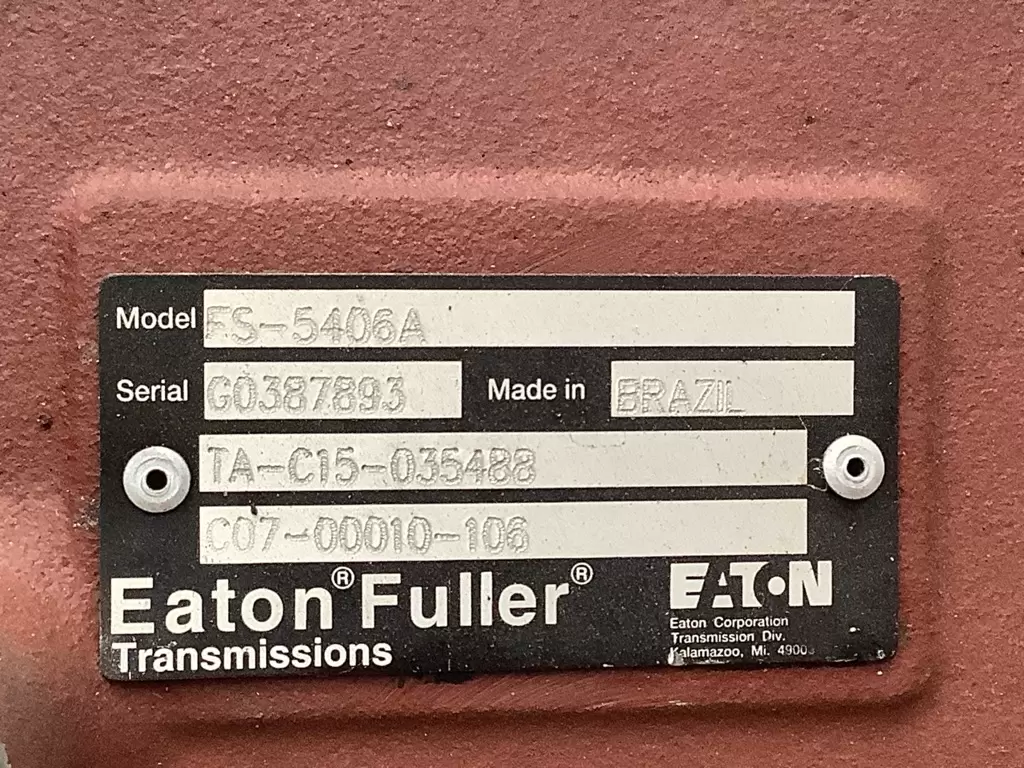 Model FS-5406A
Serial G0387893 Made in BRAZIL
TA-C15-035488
C07-00010-106
Eaton® Fuller®
Transmissions
EATON
Eaton Corporation
Transmission Div.
Kalamazoo, Mi.